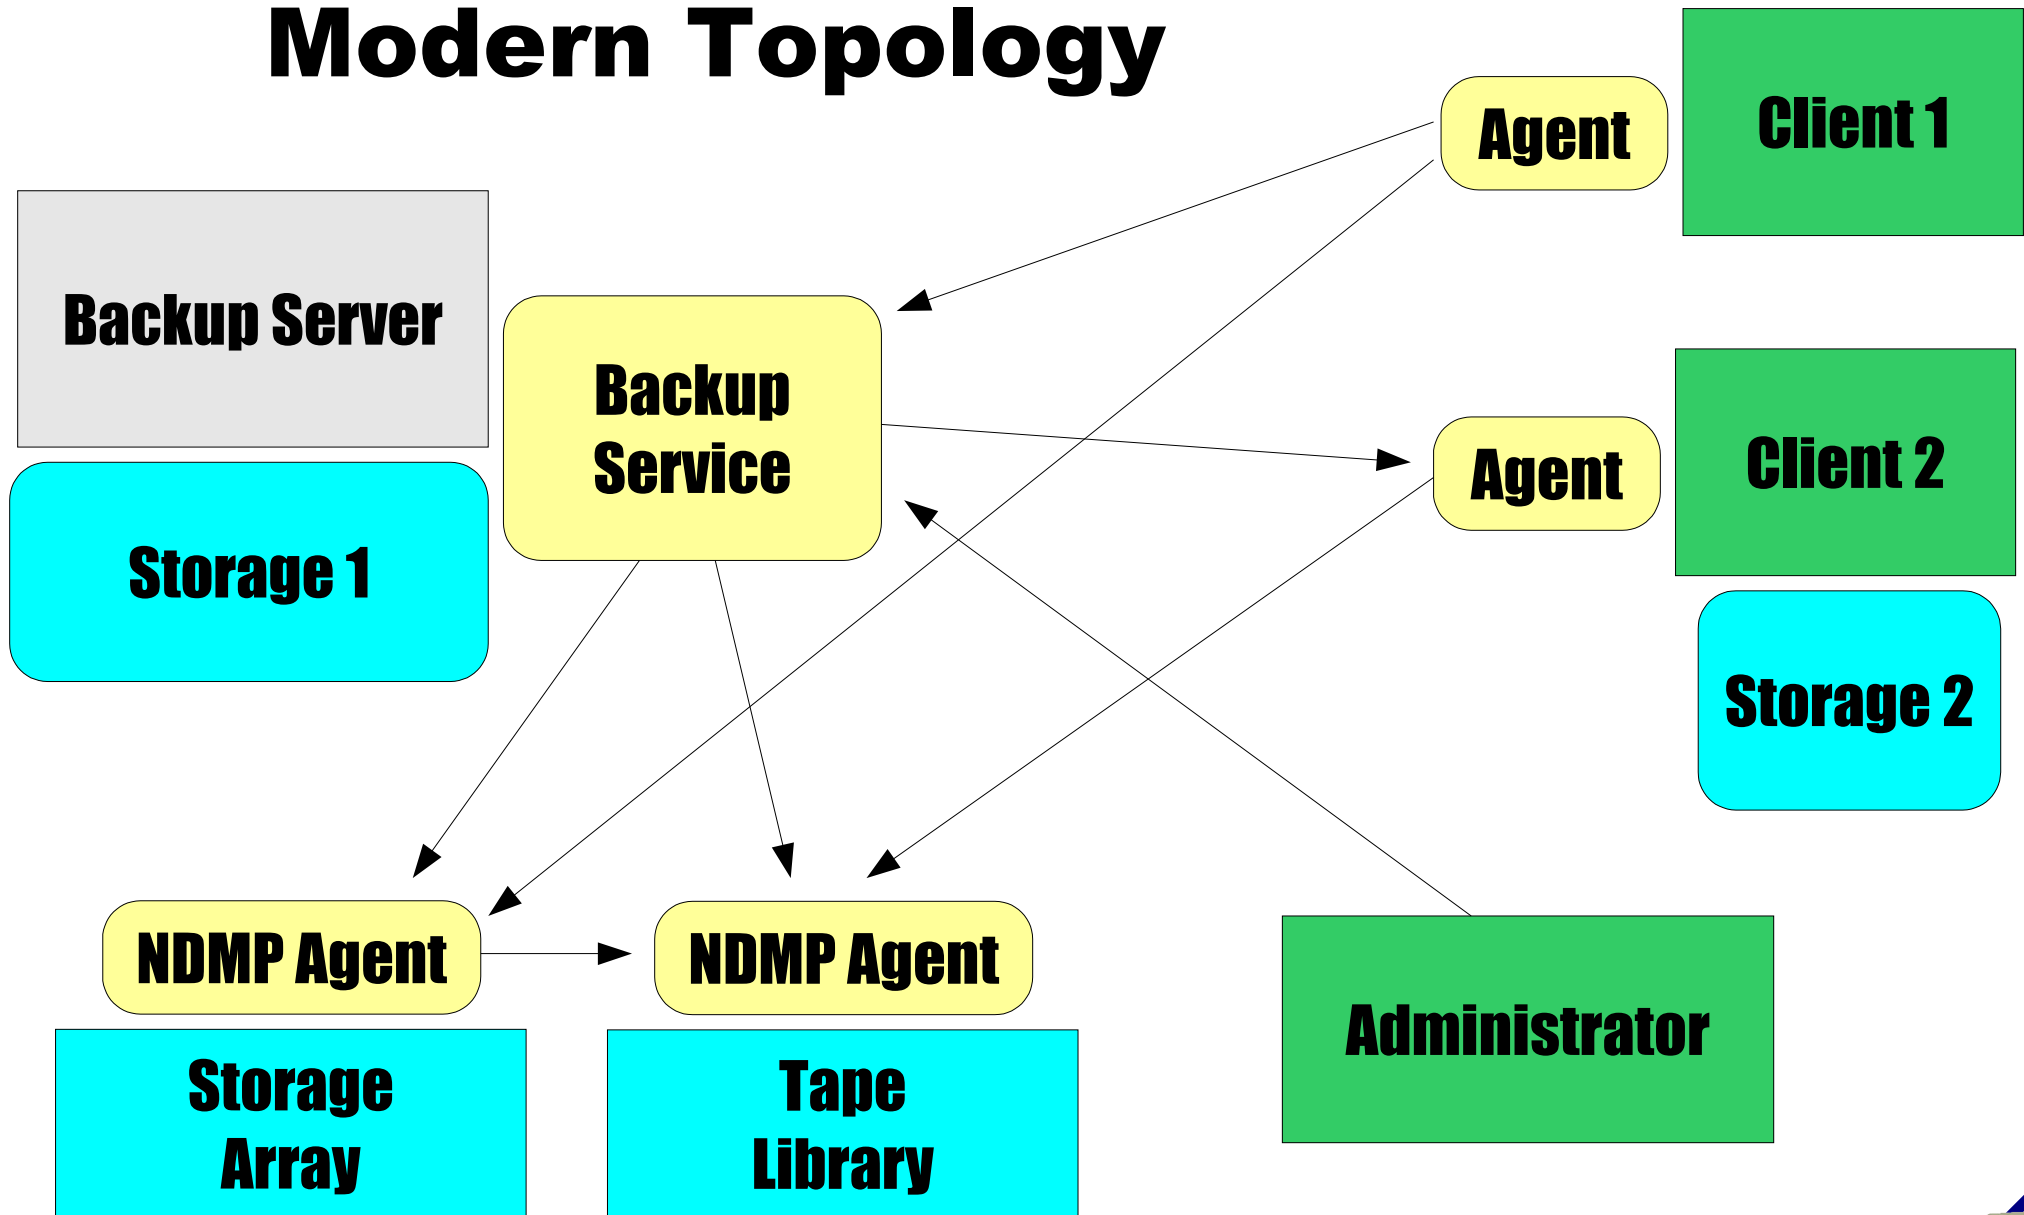 Modern Topology
Agent
Client 1
Backup Server
Backup
Service
Agent
Client 2
Storage 1
Storage 2
NDMP Agent
NDMP Agent
Administrator
Storage
Array
Tape
Library